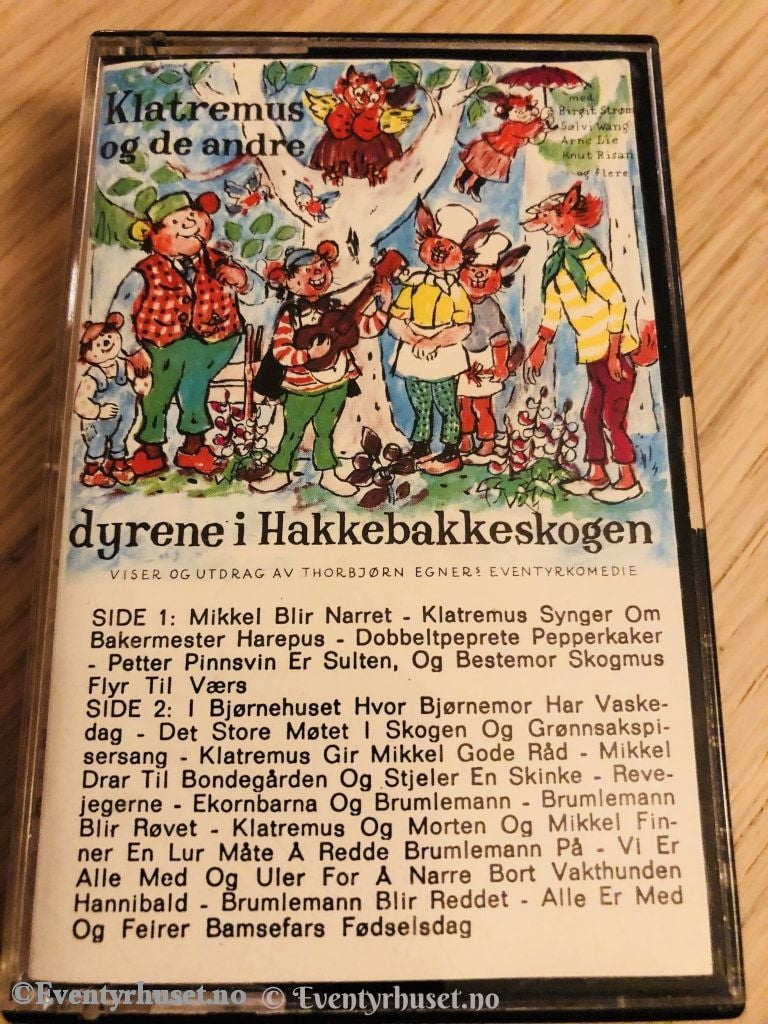 Klatremus
og de andre
med
Birgit Strøm
Sølvi Wang
Arne Lie
Knut Risan
og flere
dyrene i Hakkebakkeskogen
VISER OG UTDRAG AV THORBJØRN EGNERS EVENTYRKOMEDIE
SIDE 1: Mikkel Blir Narret - Klatremus Synger Om
Bakermester Harepus - Dobbeltpeprete Pepperkaker
- Petter Pinnsvin Er Sulten, Og Bestemor Skogmus
Flyr Til Værs
SIDE 2: I Bjørnehuset Hvor Bjørnemor Har Vaske-
dag - Det Store Møtet I Skogen Og Grønnsakspi-
sersang - Klatremus Gir Mikkel Gode Råd - Mikkel
Drar Til Bondegården Og Stjeler En Skinke - Reve-
jegerne - Ekornbarna Og Brumlemann - Brumlemann
Blir Røvet - Klatremus Og Morten Og Mikkel Fin-
ner En Lur Måte Å Redde Brumlemann På - Vi Er
Alle Med Og Uler For Å Narre Bort Vakthunden
Hannibald - Brumlemann Blir Reddet - Alle Er Med
Og Feirer Bamsefars Fødselsdag
©Eventyrhuset.no © Eventyrhuset.no